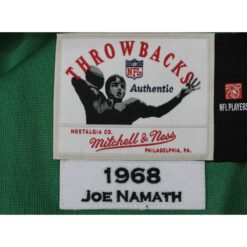 THROWBACKS
NFL
Authentic
NOSTALGIA CO.
Mitchell & Ness
PHILADELPHIA, PA.
NFL PLAYERS
1968
JOE NAMATH